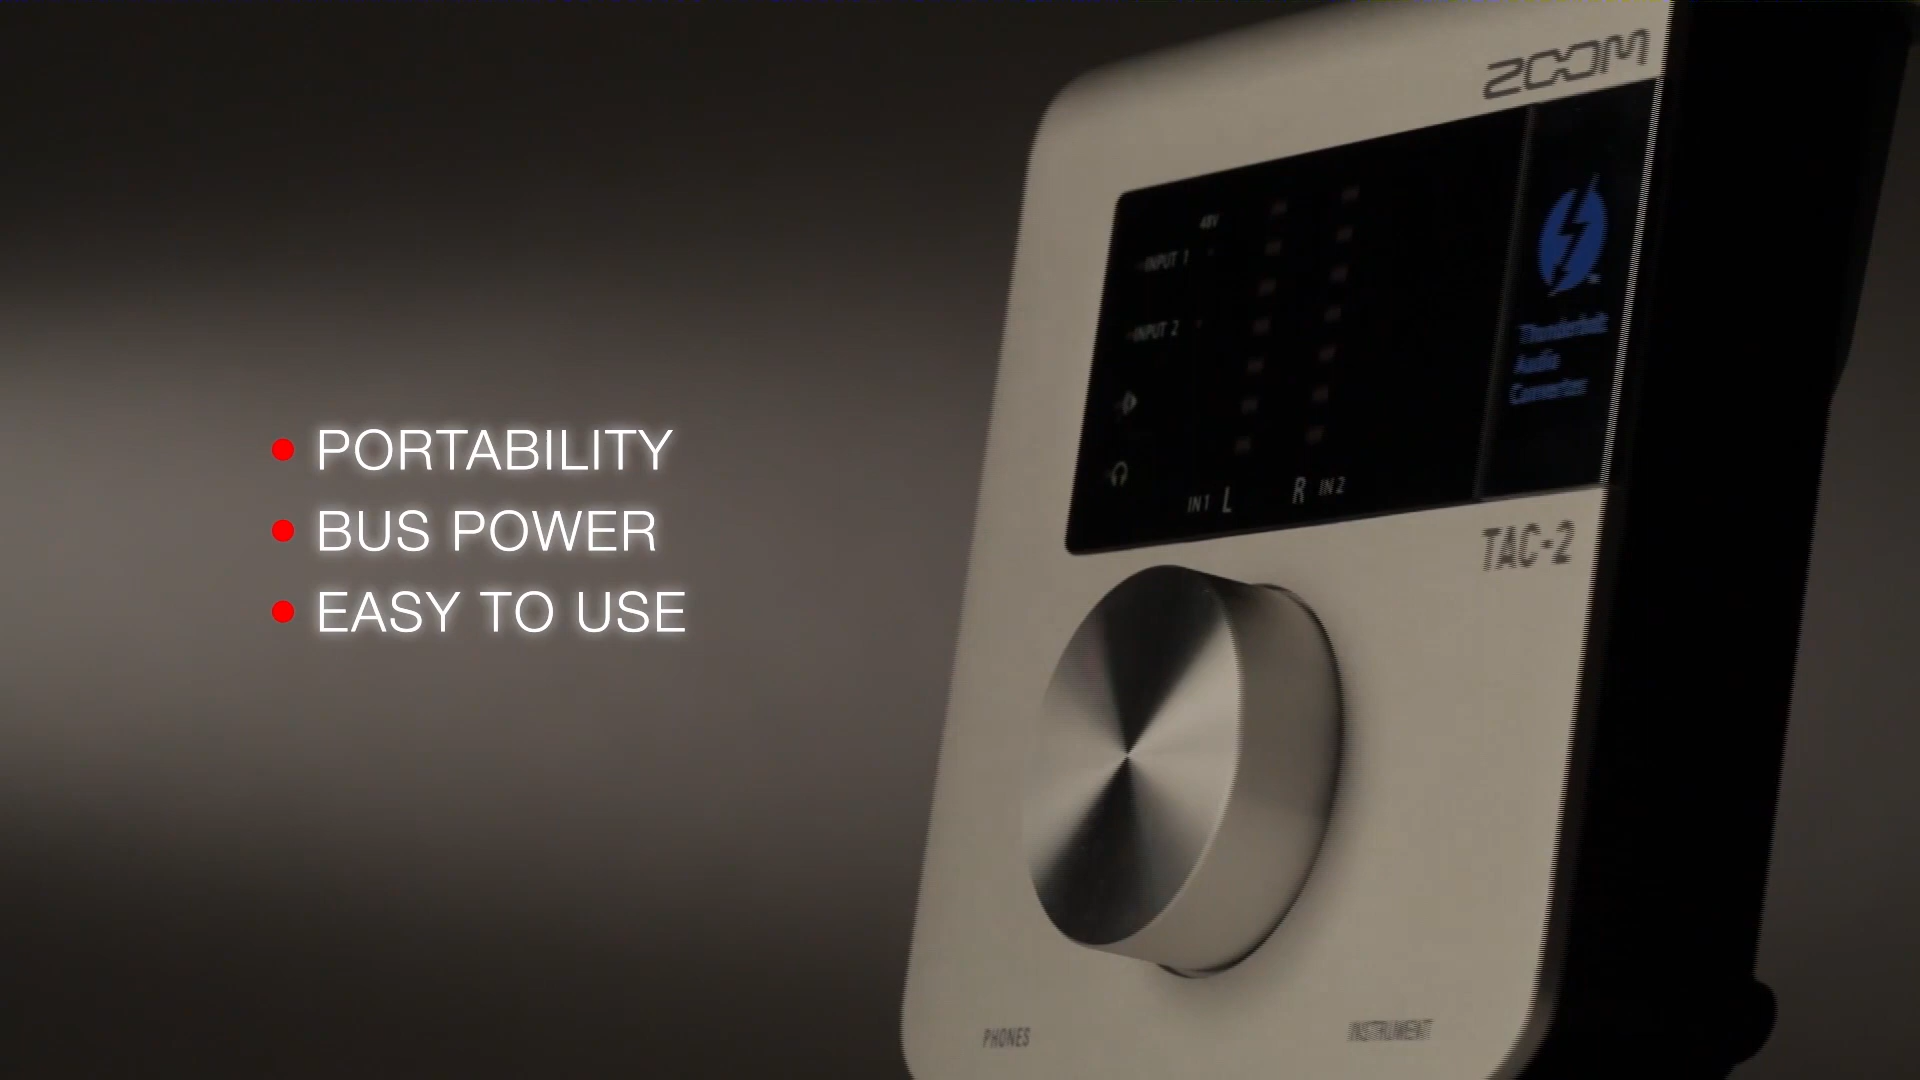 PORTABILITY
BUS POWER
EASY TO USE
ZOOM
48V
INPUT 1
INPUT 2
IN 1 L R IN 2
Thunderbolt
Audio
Converter
TAC-2
PHONES
INSTRUMENT